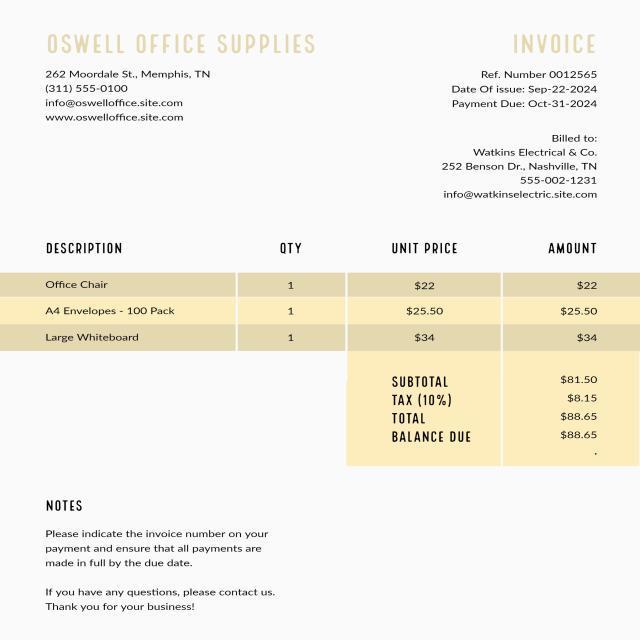 OSWELL OFFICE SUPPLIES
262 Moordale St., Memphis, TN
(311) 555-0100
info@oswelloffice.site.com
www.oswelloffice.site.com
INVOICE
Ref. Number 0012565
Date Of issue: Sep-22-2024
Payment Due: Oct-31-2024
Billed to:
Watkins Electrical & Co.
252 Benson Dr., Nashville, TN
555-002-1231
info@watkinselectric.site.com
DESCRIPTION QTY UNIT PRICE AMOUNT
Office Chair 1 $22 $22
A4 Envelopes - 100 Pack 1 $25.50 $25.50
Large Whiteboard 1 $34 $34
SUBTOTAL $81.50
TAX (10%) $8.15
TOTAL $88.65
BALANCE DUE $88.65
.
NOTES
Please indicate the invoice number on your
payment and ensure that all payments are
made in full by the due date.
If you have any questions, please contact us.
Thank you for your business!